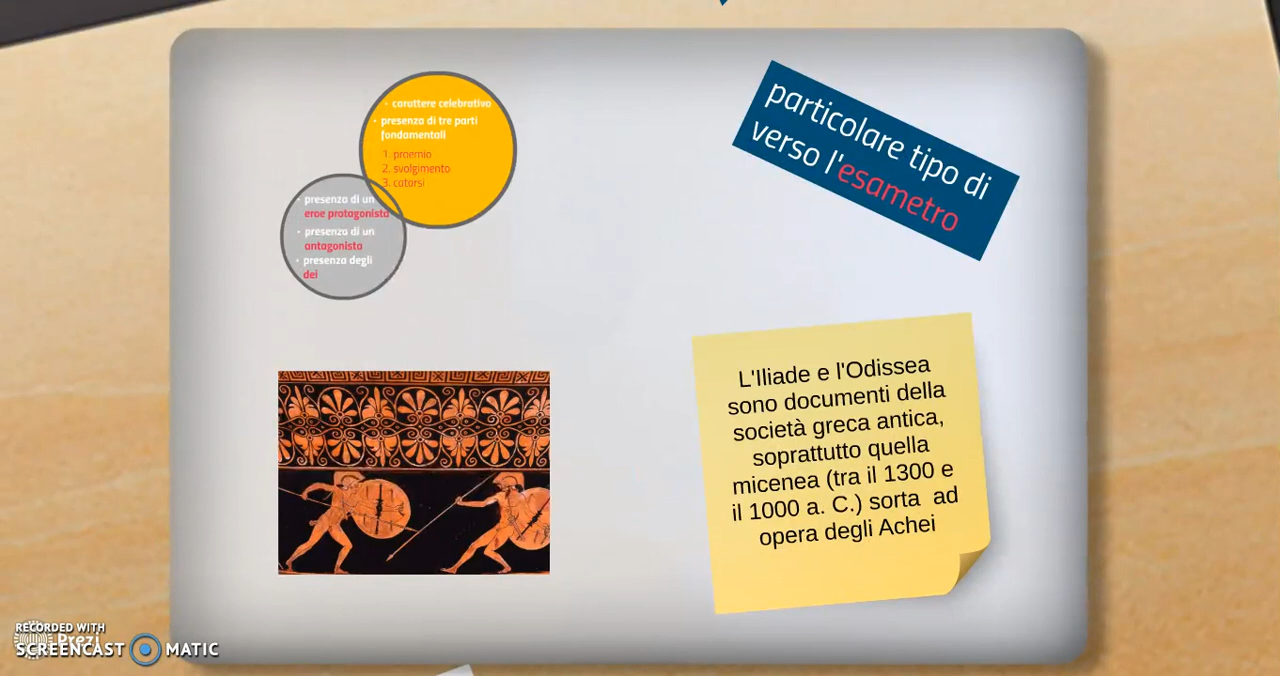 • carattere celebrativo
• presenza di tre parti
fondamentali
1. proemio
2. svolgimento
3. catarsi
• presenza di un
eroe protagonista
• presenza di un
antagonista
• presenza degli
dei
particolare tipo di
verso l'esametro
L'Iliade e l'Odissea
sono documenti della
società greca antica,
soprattutto quella
micenea (tra il 1300 e
il 1000 a. C.) sorta ad
opera degli Achei
RECORDED WITH
Prezi
SCREENCAST MATIC